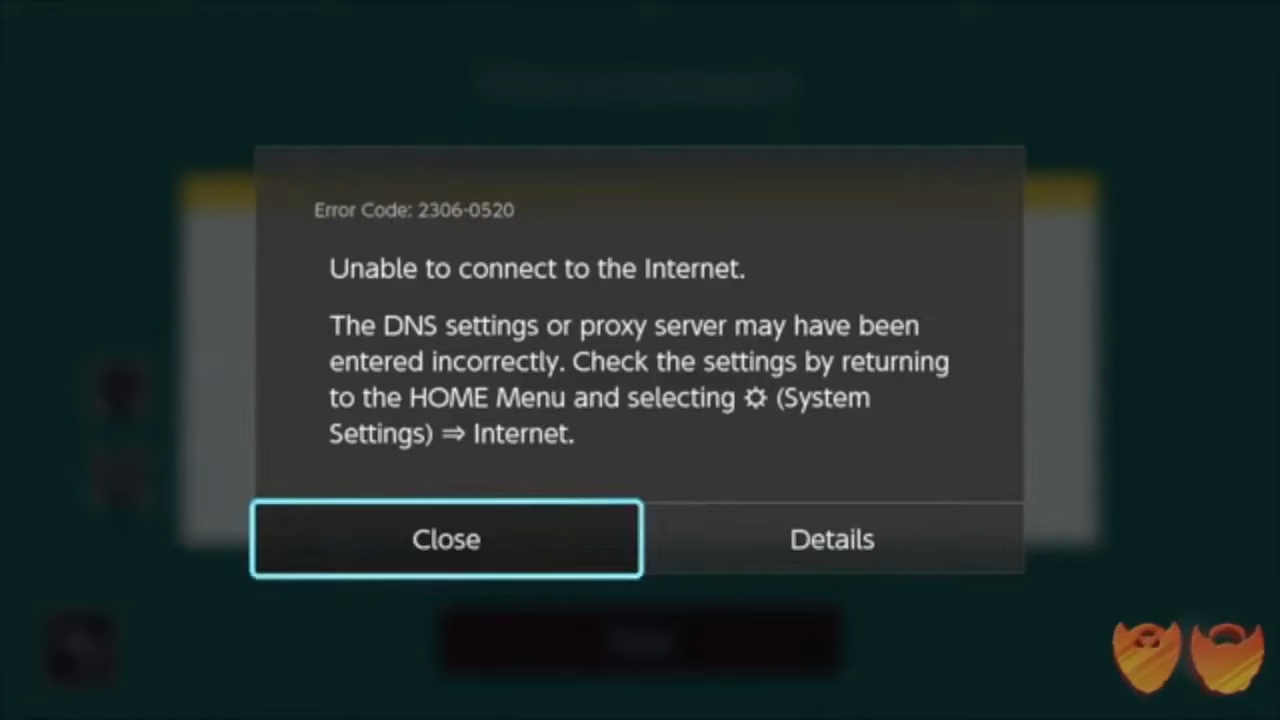 Error Code: 2306-0520
Unable to connect to the Internet.
The DNS settings or proxy server may have been
entered incorrectly. Check the settings by returning
to the HOME Menu and selecting ⚙ (System
Settings) ⇒ Internet.
Close
Details